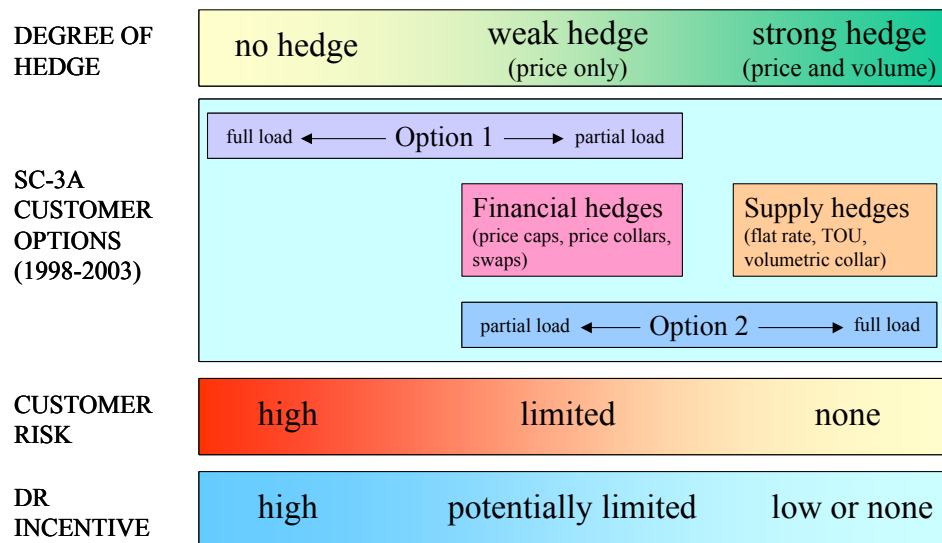 DEGREE OF
HEDGE
no hedge
weak hedge
(price only)
strong hedge
(price and volume)
SC-3A
CUSTOMER
OPTIONS
(1998-2003)
full load
Option 1
partial load
Financial hedges
(price caps, price collars,
swaps)
Supply hedges
(flat rate, TOU,
volumetric collar)
partial load
Option 2
full load
CUSTOMER
RISK
high
limited
none
DR
INCENTIVE
high
potentially limited
low or none